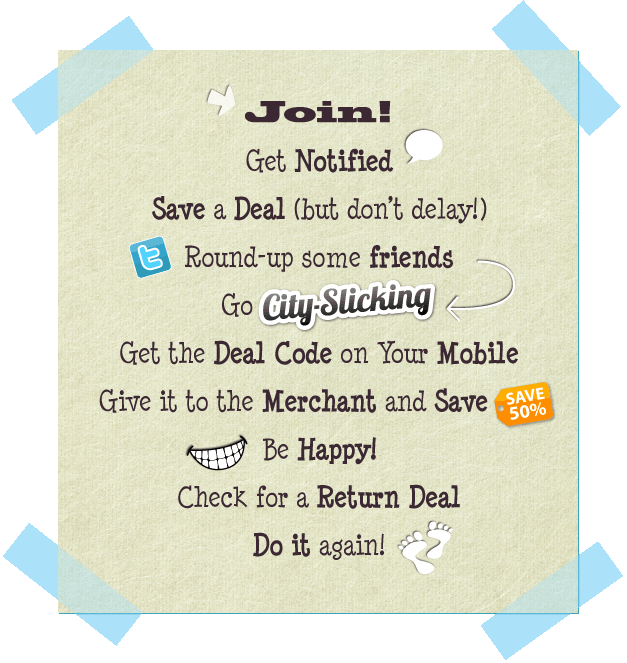 Join!
Get Notified
Save a Deal (but don't delay!)
Round-up some friends
Go City-Slicking
Get the Deal Code on Your Mobile
Give it to the Merchant and Save SAVE 50%
Be Happy!
Check for a Return Deal
Do it again!